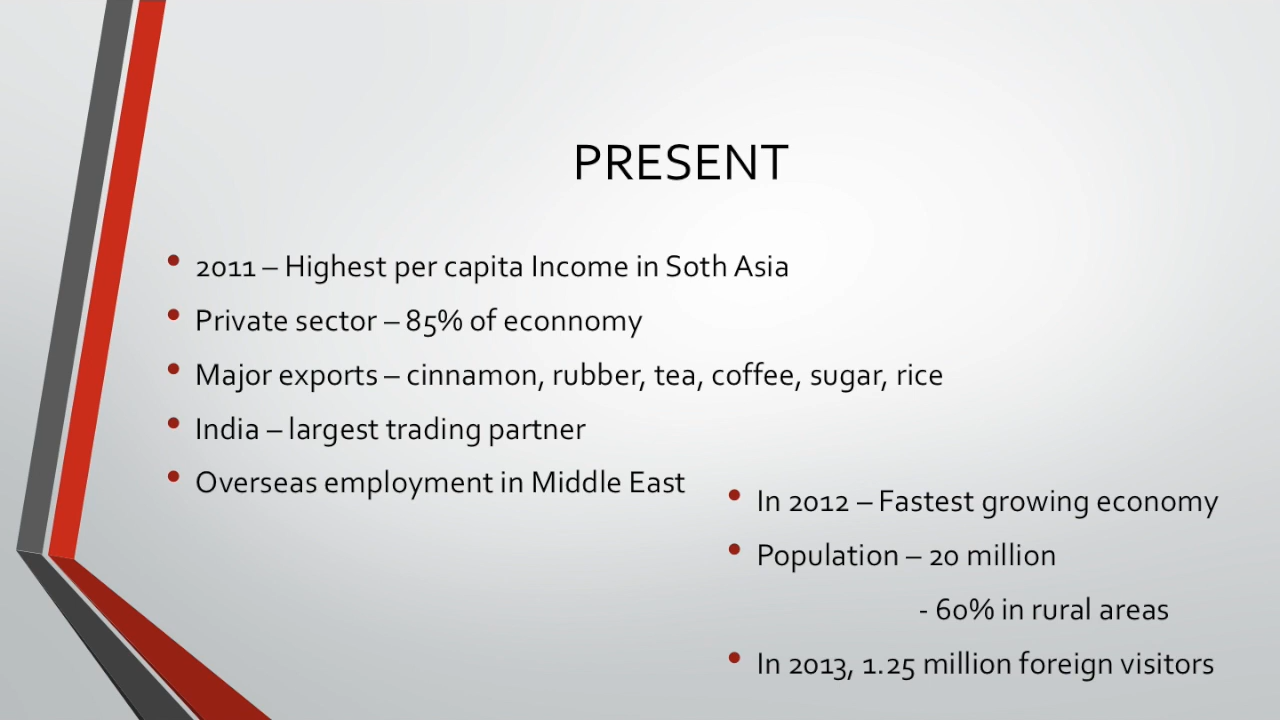 PRESENT
• 2011 – Highest per capita Income in Soth Asia
• Private sector – 85% of econnomy
• Major exports – cinnamon, rubber, tea, coffee, sugar, rice
• India – largest trading partner
• Overseas employment in Middle East
• In 2012 – Fastest growing economy
• Population – 20 million
- 60% in rural areas
• In 2013, 1.25 million foreign visitors